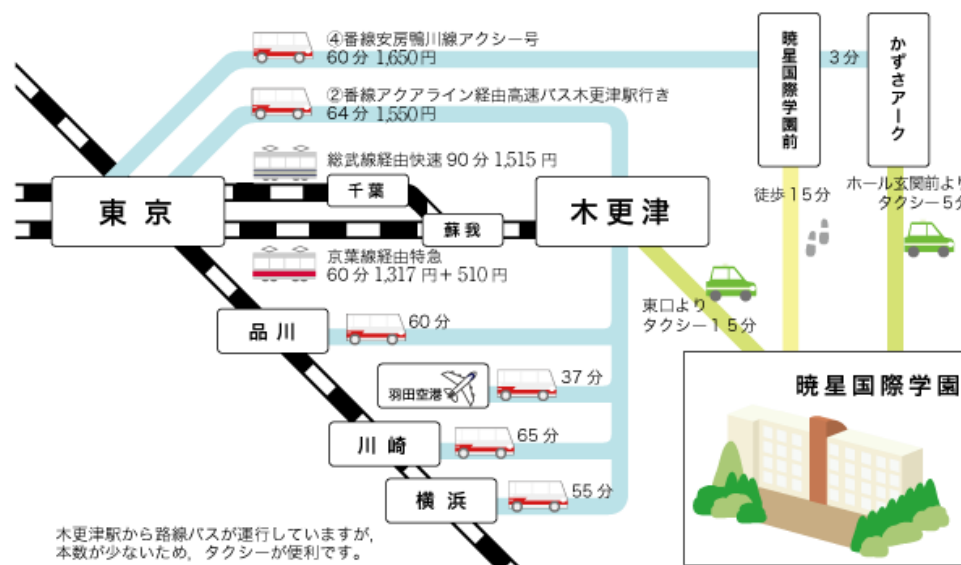 ④番線安房鴨川線アクシー号
60分 1,650円
②番線アクアライン経由高速バス木更津駅行き
64分 1,550円
総武線経由快速 90分 1,515円
千葉
東京
蘇我
木更津
京葉線経由特急
60分 1,317円+510円
暁星国際学園前
3分
かずさアーク
徒歩15分
ホール玄関前より
タクシー5分
東口より
タクシー15分
品川
60分
羽田空港
37分
川崎
65分
横浜
55分
暁星国際学園
木更津駅から路線バスが運行していますが,
本数が少ないため, タクシーが便利です。